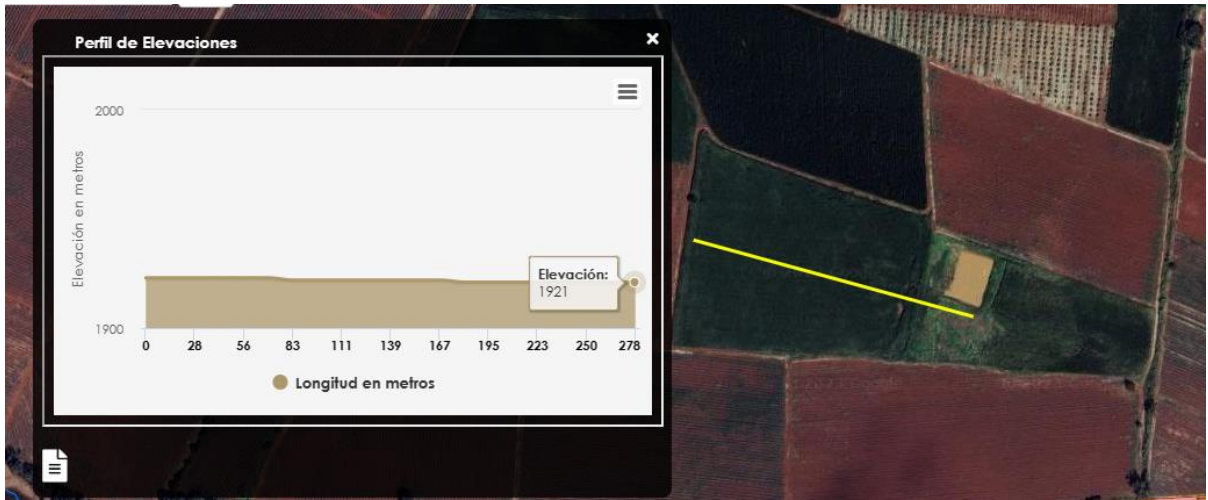 Perfil de Elevaciones
2000
Elevación en metros
Elevación:
1921
1900
0 28 56 83 111 139 167 195 223 250 278
Longitud en metros